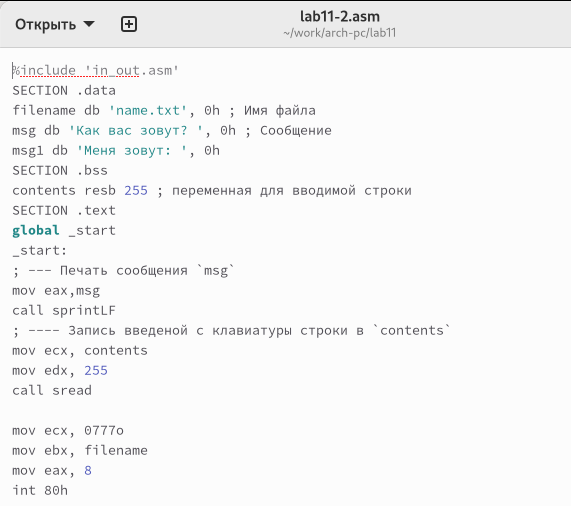 Открыть
lab11-2.asm
~/work/arch-pc/lab11
%include 'in_out.asm'
SECTION .data
filename db 'name.txt', 0h ; Имя файла
msg db 'Как вас зовут? ', 0h ; Сообщение
msg1 db 'Меня зовут: ', 0h
SECTION .bss
contents resb 255 ; переменная для вводимой строки
SECTION .text
global _start
_start:
; --- Печать сообщения `msg`
mov eax,msg
call sprintLF
; ---- Запись введеной с клавиатуры строки в `contents`
mov ecx, contents
mov edx, 255
call sread
mov ecx, 0777o
mov ebx, filename
mov eax, 8
int 80h